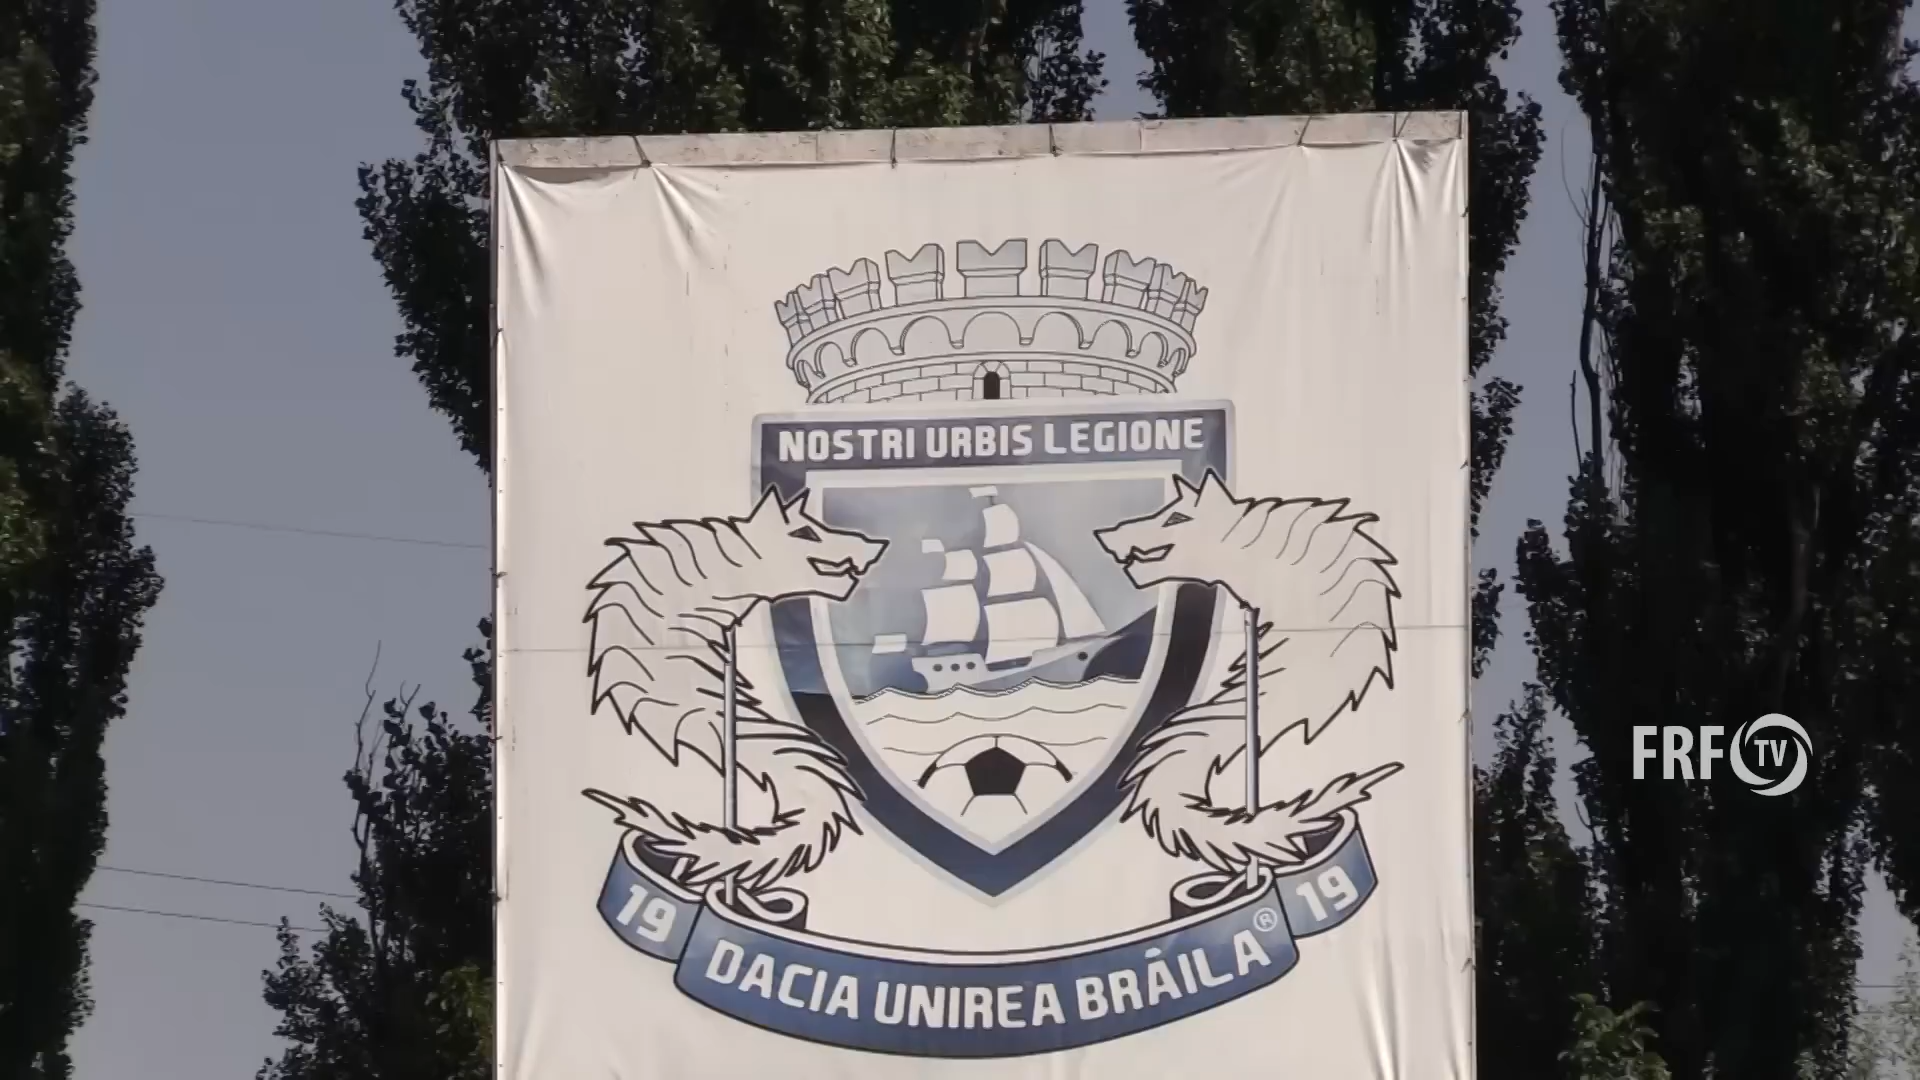 NOSTRI URBIS LEGIONE
19 DACIA UNIREA BRĂILA® 19
FRF TV